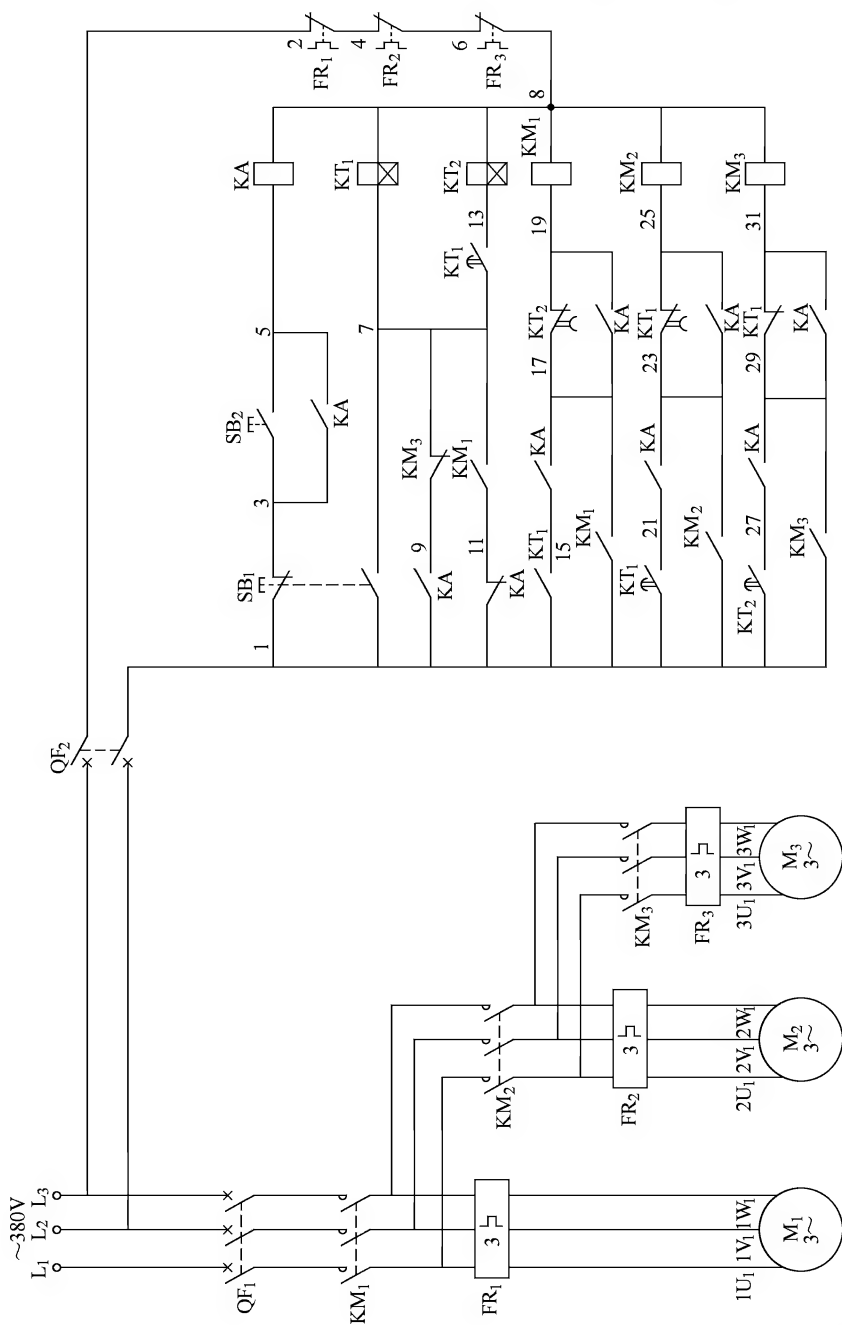 ~380V
L₁
L₂
L₃
QF₁
KM₁
FR₁
3
1U₁
1V₁
1W₁
M₁
3~
KM₂
FR₂
3
2U₁
2V₁
2W₁
M₂
3~
KM₃
FR₃
3
3U₁
3V₁
3W₁
M₃
3~
QF₂
2
FR₁
4
FR₂
6
FR₃
8
1
SB₁
3
SB₂
5
KA
KA
7
KT₁
KA
9
KM₃
KA
11
KM₁
KT₁
13
KT₂
KT₁
15
KA
17
KT₂
19
KM₁
KM₁
KA
KT₁
21
KA
23
KT₁
25
KM₂
KM₂
KA
KT₂
27
KA
29
KT₁
31
KM₃
KM₃
KA